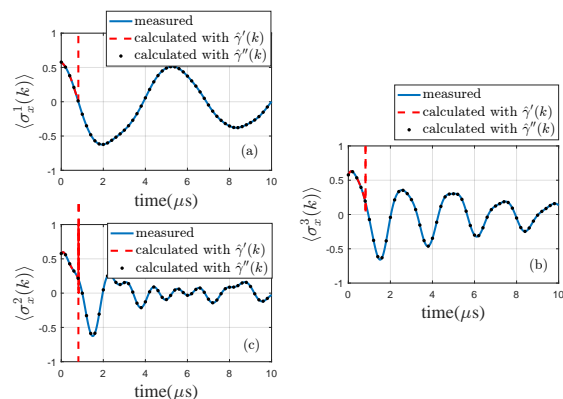 measured
calculated with γ̂′(k)
calculated with γ̂″(k)
1
0.5
0
-0.5
-1
⟨σ¹ₓ(k)⟩
(a)
0 2 4 6 8 10
time(μs)
measured
calculated with γ̂′(k)
calculated with γ̂″(k)
1
0.5
0
-0.5
-1
⟨σ³ₓ(k)⟩
(b)
0 2 4 6 8 10
time(μs)
measured
calculated with γ̂′(k)
calculated with γ̂″(k)
1
0.5
0
-0.5
-1
⟨σ²ₓ(k)⟩
(c)
0 2 4 6 8 10
time(μs)